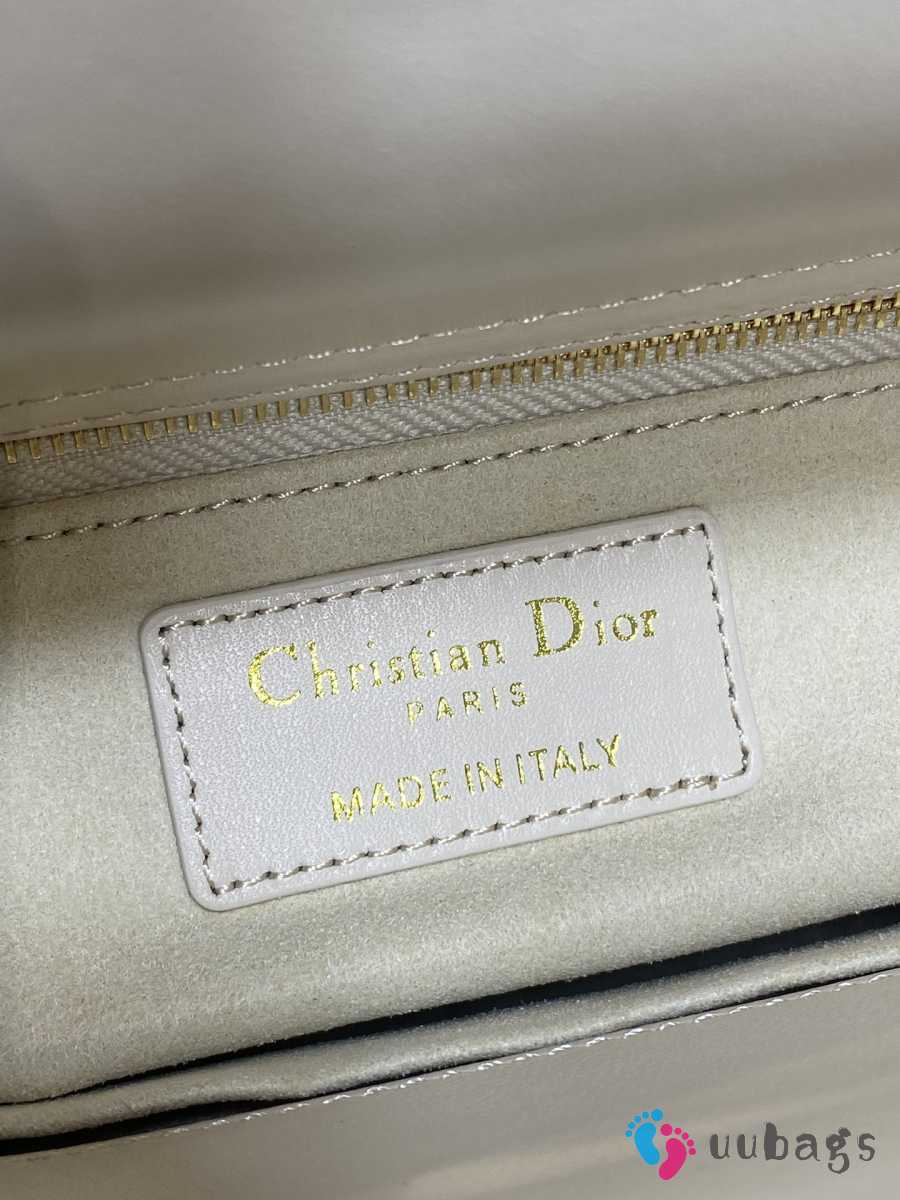 Christian Dior
PARIS
MADE IN ITALY
uubags